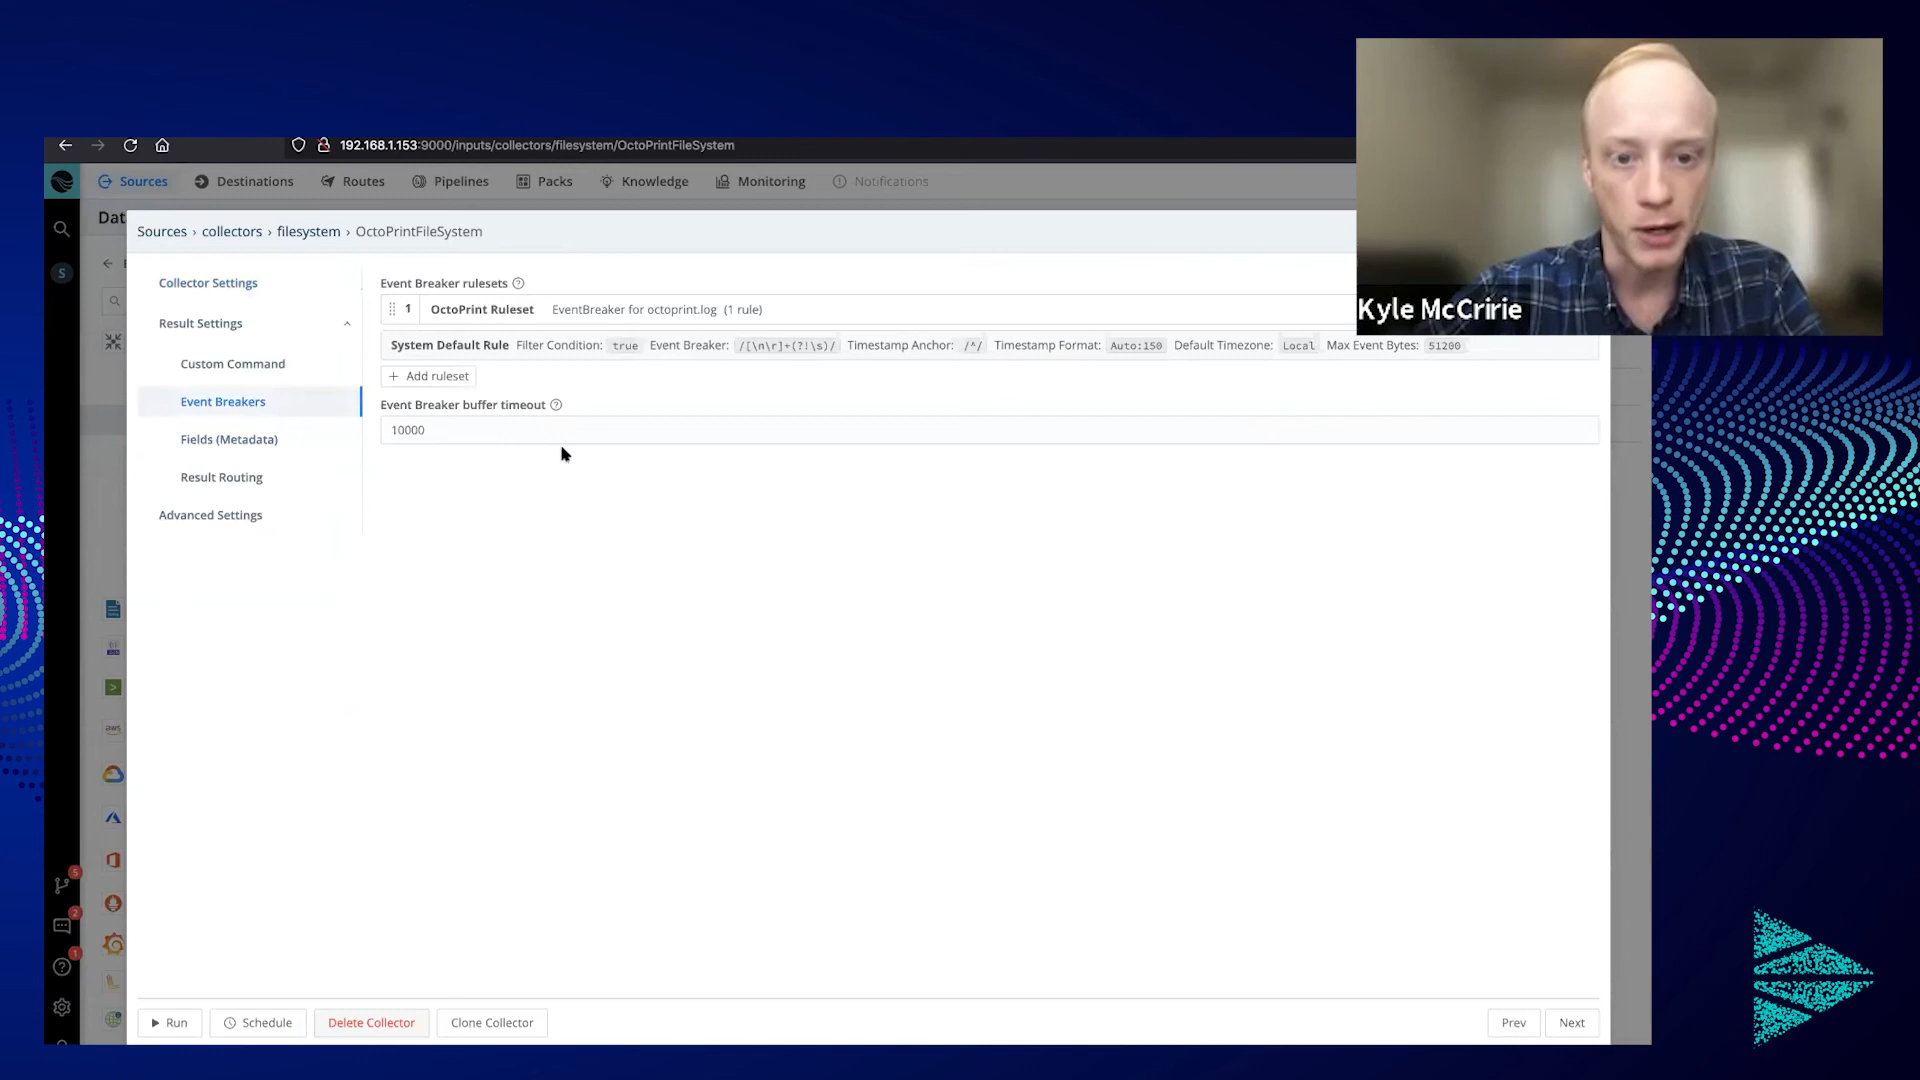 192.168.1.153:9000/inputs/collectors/filesystem/OctoPrintFileSystem
Sources
Destinations
Routes
Pipelines
Packs
Knowledge
Monitoring
Notifications
S
Sources › collectors › filesystem › OctoPrintFileSystem
Collector Settings
Result Settings
Custom Command
Event Breakers
Fields (Metadata)
Result Routing
Advanced Settings
Event Breaker rulesets
1 OctoPrint Ruleset EventBreaker for octoprint.log (1 rule)
System Default Rule Filter Condition: true Event Breaker: /[\n\r]+(?!\s)/ Timestamp Anchor: /^/ Timestamp Format: Auto:150 Default Timezone: Local Max Event Bytes: 51200
+ Add ruleset
Event Breaker buffer timeout
10000
Kyle McCririe
aws
5
2
1
Run
Schedule
Delete Collector
Clone Collector
Prev
Next